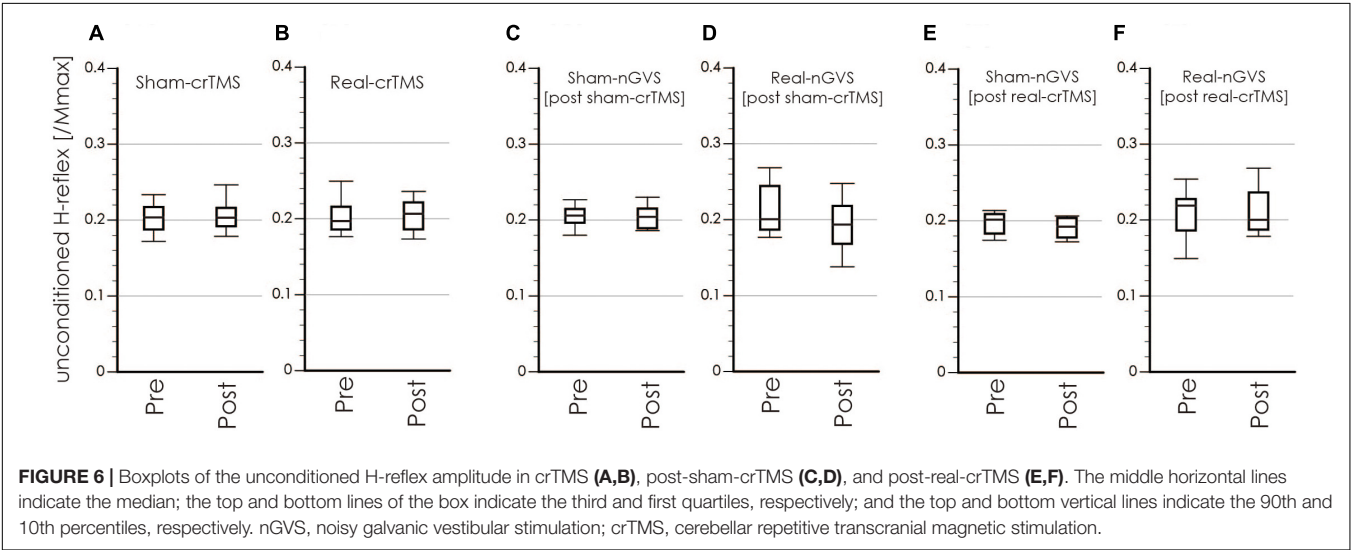 A B C D E F
unconditioned H-reflex [/Mmax]
Sham-crTMS
0.4
0.3
0.2
0.1
0
Pre Post
Real-crTMS
0.4
0.3
0.2
0.1
0
Pre Post
Sham-nGVS
[post sham-crTMS]
0.4
0.3
0.2
0.1
0
Pre Post
Real-nGVS
[post sham-crTMS]
0.4
0.3
0.2
0.1
0
Pre Post
Sham-nGVS
[post real-crTMS]
0.4
0.3
0.2
0.1
0
Pre Post
Real-nGVS
[post real-crTMS]
0.4
0.3
0.2
0.1
0
Pre Post
FIGURE 6 | Boxplots of the unconditioned H-reflex amplitude in crTMS (A,B), post-sham-crTMS (C,D), and post-real-crTMS (E,F). The middle horizontal lines
indicate the median; the top and bottom lines of the box indicate the third and first quartiles, respectively; and the top and bottom vertical lines indicate the 90th and
10th percentiles, respectively. nGVS, noisy galvanic vestibular stimulation; crTMS, cerebellar repetitive transcranial magnetic stimulation.